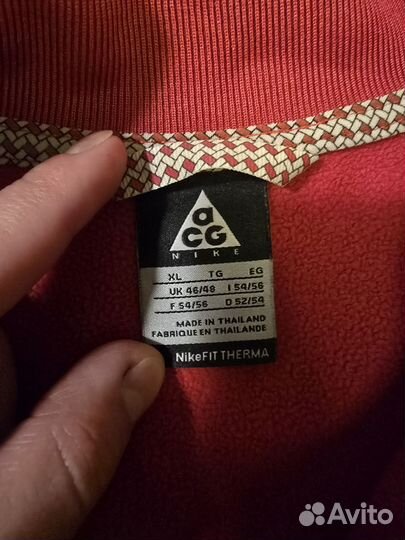 aCG
NIKE
XL TG EG
UK 46/48 I 54/56
F 54/56 D 52/54
MADE IN THAILAND
FABRIQUE EN THAILANDE
NikeFIT THERMA
Avito